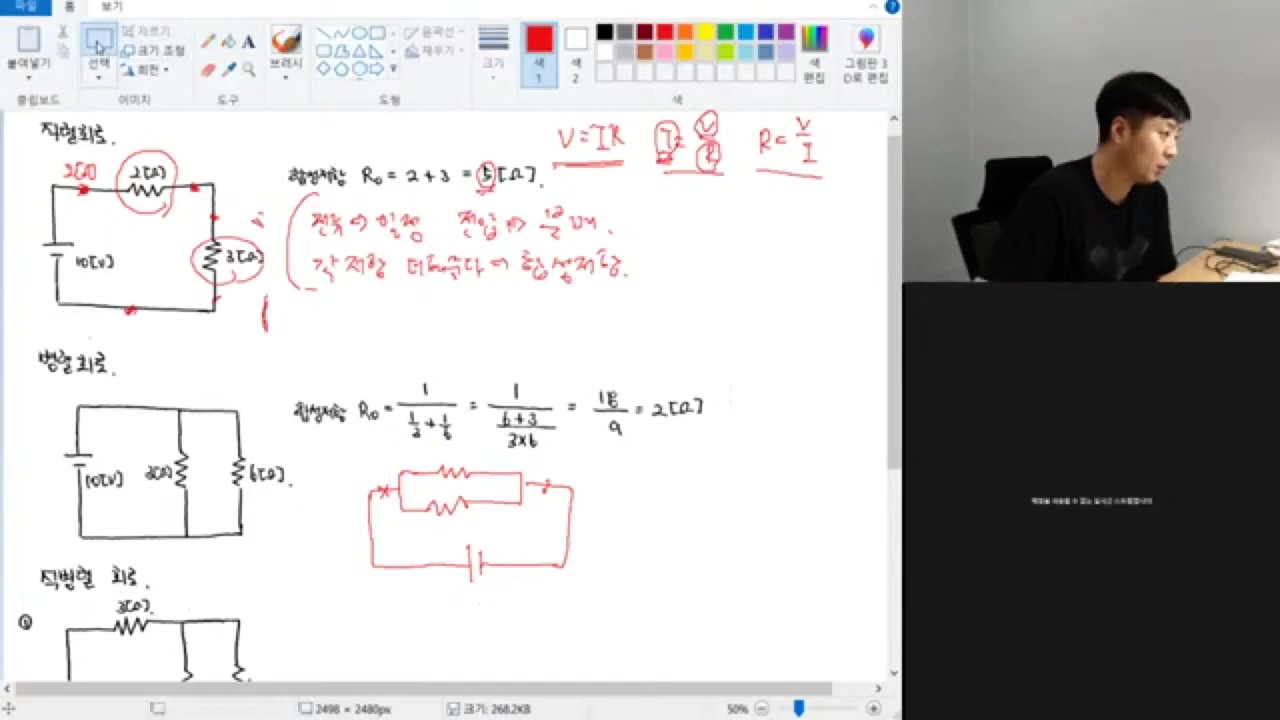 파일 홈 보기
붙여넣기 선택 자르기 크기 조정 회전 A 브러시 윤곽선 채우기 크기 색 1 색 2 색 편집 그림판 3D로 편집
클립보드 이미지 도구 도형 색
직렬회로.
V = IR I = V/R R = V/I
2[A] 2[Ω]
합성저항 R₀ = 2 + 3 = 5[Ω].
10[V] 3[Ω]
전류 ⇒ 일정 전압 ⇒ 분배.
각 저항 더해준다 ⇒ 합성저항.
병렬회로.
합성저항 R₀ = 1/(1/3 + 1/6) = 1/((6+3)/(3×6)) = 18/9 = 2[Ω]
10[V] 3[Ω] 6[Ω].
직병렬 회로.
3[Ω].
①
2498 × 2480px 크기: 268.2KB 50%